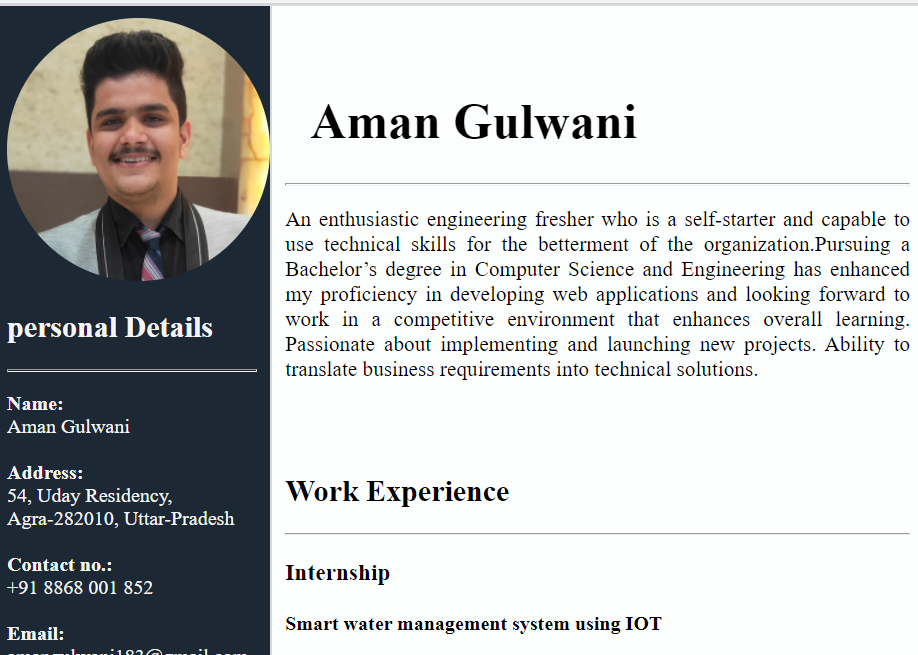 Aman Gulwani
An enthusiastic engineering fresher who is a self-starter and capable to
use technical skills for the betterment of the organization.Pursuing a
Bachelor’s degree in Computer Science and Engineering has enhanced
my proficiency in developing web applications and looking forward to
work in a competitive environment that enhances overall learning.
Passionate about implementing and launching new projects. Ability to
translate business requirements into technical solutions.
Work Experience
Internship
Smart water management system using IOT
personal Details
Name:
Aman Gulwani
Address:
54, Uday Residency,
Agra-282010, Uttar-Pradesh
Contact no.:
+91 8868 001 852
Email: